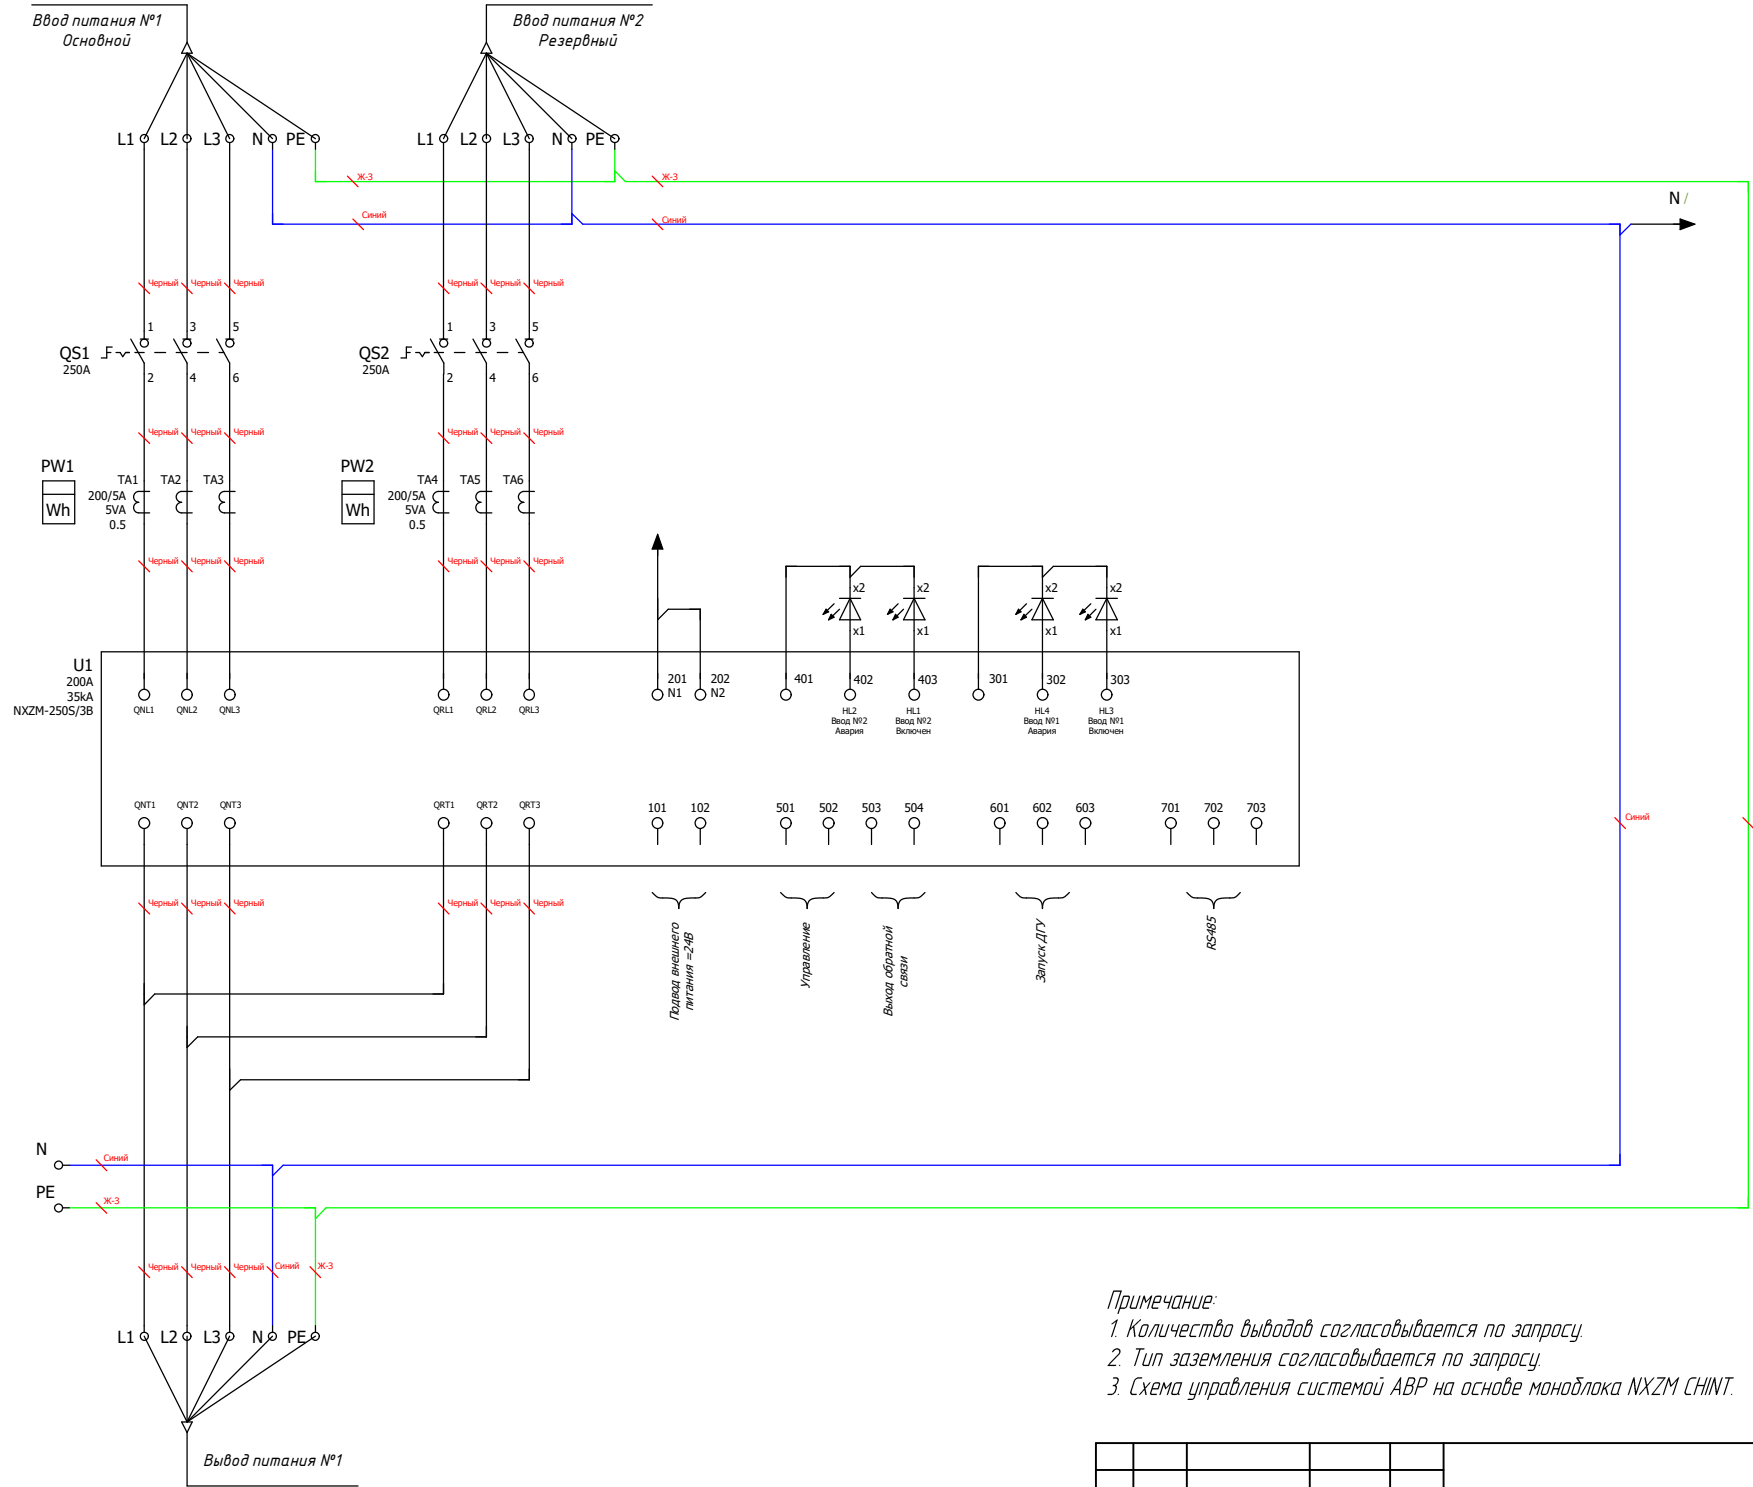 Ввод питания №1
Основной
Ввод питания №2
Резервный
L1 L2 L3 N PE
L1 L2 L3 N PE
Ж-З Ж-З
Синий Синий
N /
Черный Черный Черный Черный Черный Черный
1 3 5 1 3 5
QS1
250A
QS2
250A
2 4 6 2 4 6
Черный Черный Черный Черный Черный Черный
PW1
Wh
TA1 TA2 TA3
200/5A
5VA
0.5
PW2
Wh
TA4 TA5 TA6
200/5A
5VA
0.5
Черный Черный Черный Черный Черный Черный
x2 x2 x2 x2
x1 x1 x1 x1
U1
200A
35kA
NXZM-250S/3B
QNL1 QNL2 QNL3 QRL1 QRL2 QRL3
201
N1
202
N2
401 402 403 301 302 303
HL2
Ввод №2
Авария
HL1
Ввод №2
Включен
HL4
Ввод №1
Авария
HL3
Ввод №1
Включен
QNT1 QNT2 QNT3 QRT1 QRT2 QRT3
101 102 501 502 503 504 601 602 603 701 702 703
Синий
Черный Черный Черный Черный Черный Черный
Подвод внешнего
питания =24В
Управление
Выход обратной
связи
Запуск ДГУ
RS485
N
Синий
PE
Ж-З
Черный Черный Черный Синий Ж-З
L1 L2 L3 N PE
Вывод питания №1
Примечание:
1. Количество выводов согласовывается по запросу.
2. Тип заземления согласовывается по запросу.
3. Схема управления системой АВР на основе моноблока NXZM CHINT.